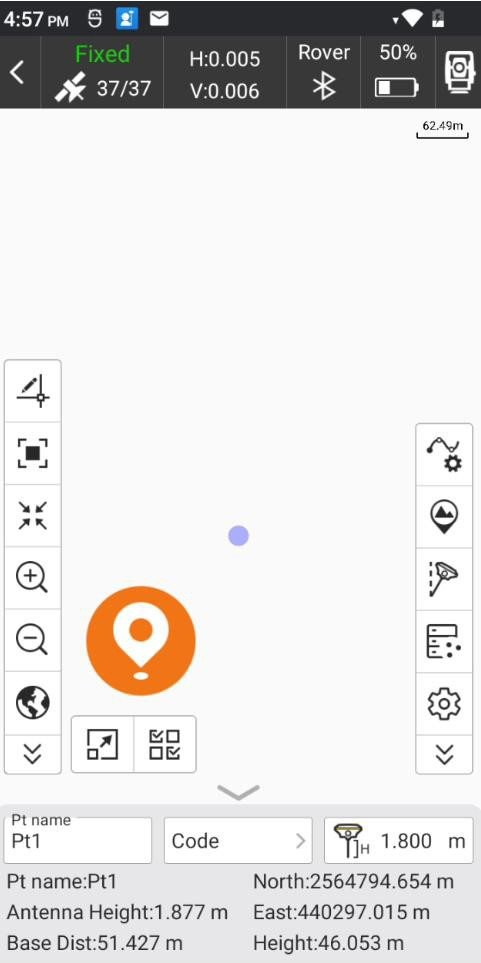 4:57 PM
Fixed
37/37
H:0.005
V:0.006
Rover
50%
62.49m
Pt name
Pt1
Code
H
1.800 m
Pt name:Pt1
North:2564794.654 m
Antenna Height:1.877 m
East:440297.015 m
Base Dist:51.427 m
Height:46.053 m